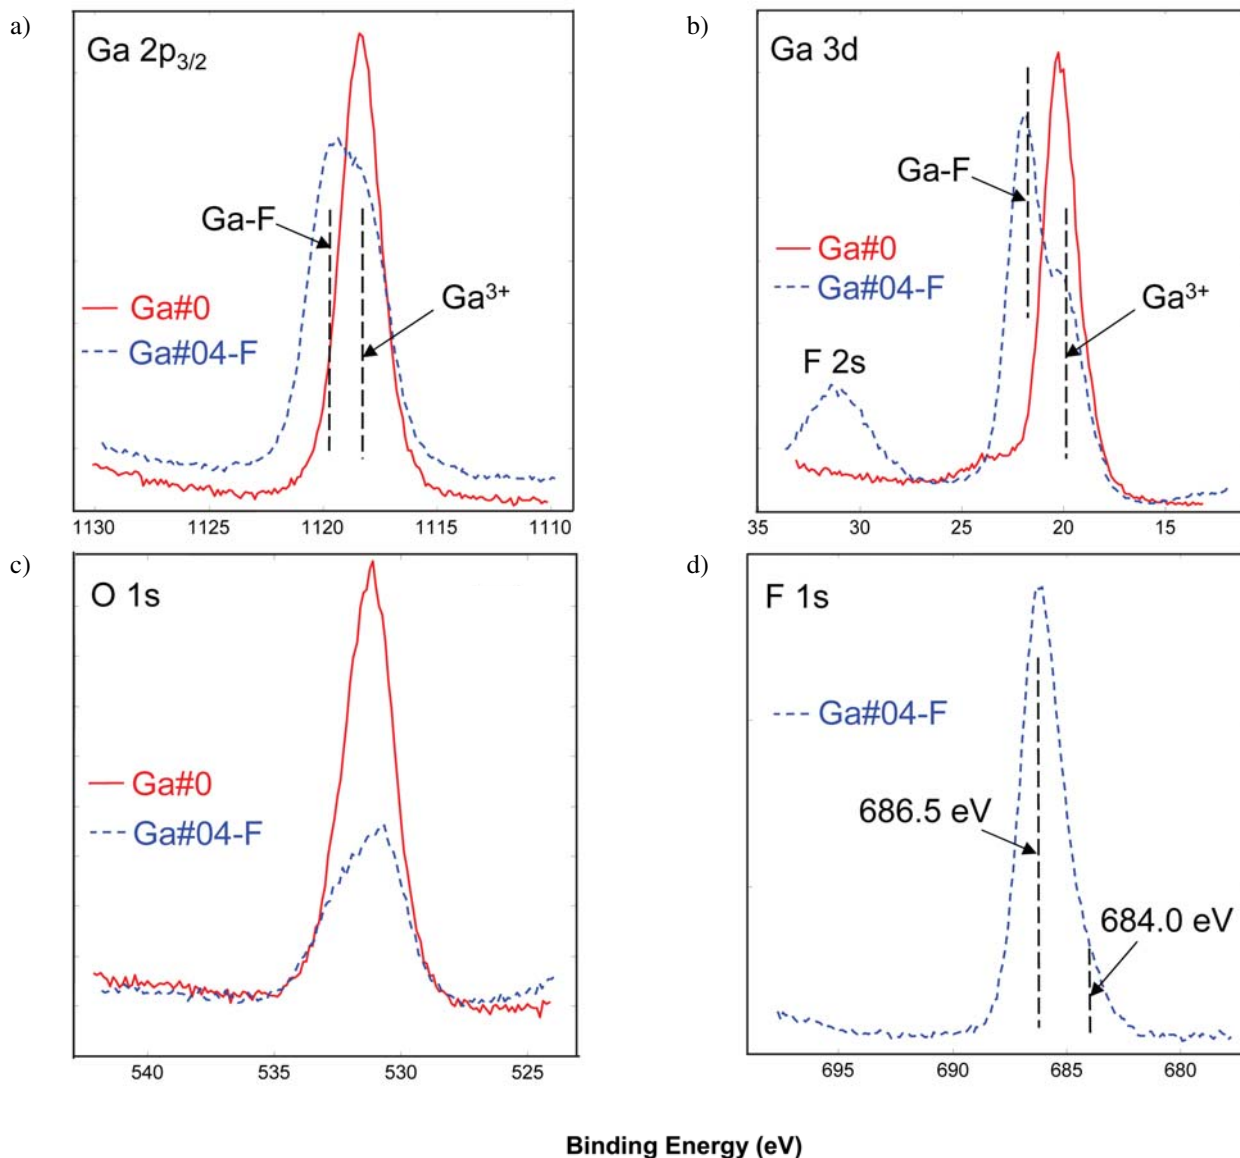 a)
Ga 2p3/2
Ga-F
Ga3+
Ga#0
Ga#04-F
1130
1125
1120
1115
1110
b)
Ga 3d
Ga-F
Ga#0
Ga#04-F
Ga3+
F 2s
35
30
25
20
15
c)
O 1s
Ga#0
Ga#04-F
540
535
530
525
d)
F 1s
Ga#04-F
686.5 eV
684.0 eV
695
690
684
680
Binding Energy (eV)